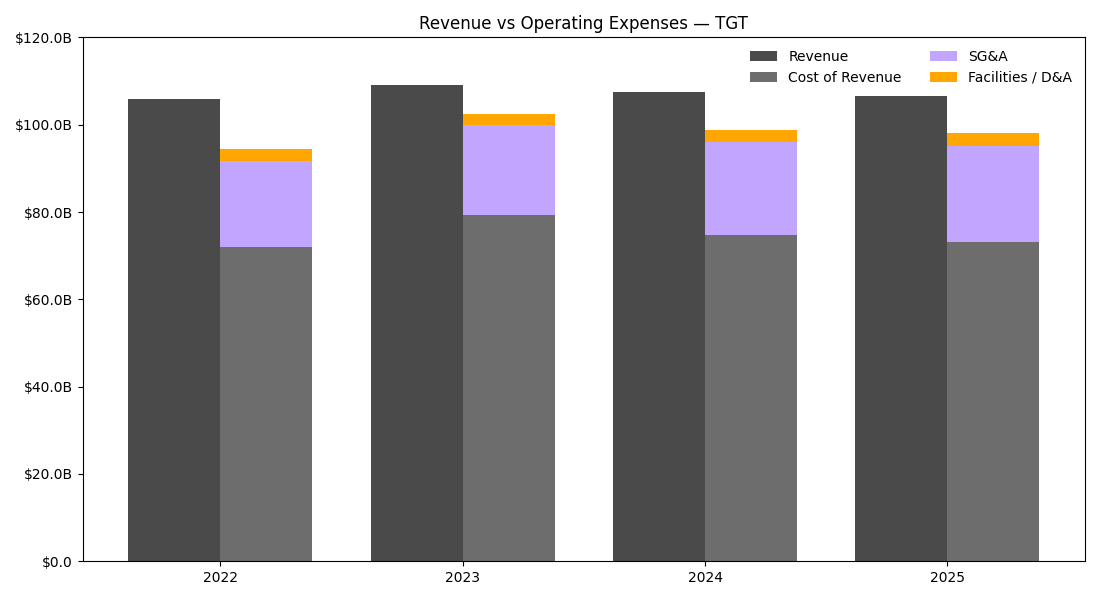 Revenue vs Operating Expenses — TGT
$120.0B
$100.0B
$80.0B
$60.0B
$40.0B
$20.0B
$0.0
Revenue
Cost of Revenue
SG&A
Facilities / D&A
2022
2023
2024
2025